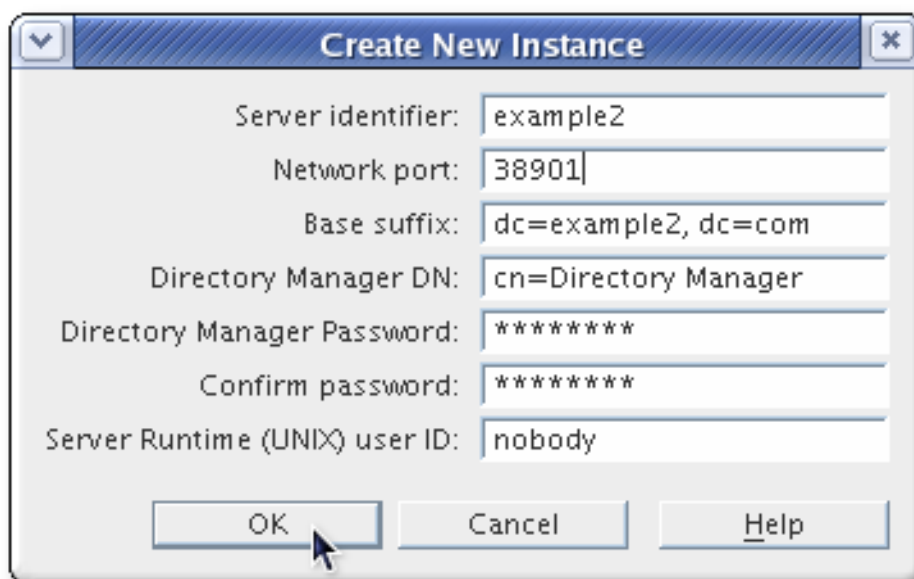 Create New Instance
Server identifier: example2
Network port: 38901
Base suffix: dc=example2, dc=com
Directory Manager DN: cn=Directory Manager
Directory Manager Password: ********
Confirm password: ********
Server Runtime (UNIX) user ID: nobody
OK Cancel Help